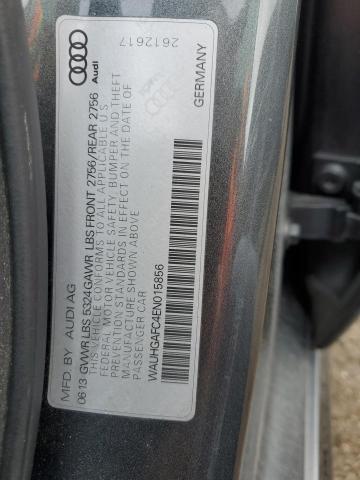 MFD. BY AUDI AG
06 13 GVWR LBS 5324 GAWR LBS FRONT 2756/REAR 2756
THIS VEHICLE CONFORMS TO ALL APPLICABLE U S
FEDERAL MOTOR VEHICLE SAFETY, BUMPER AND THEFT
PREVENTION STANDARDS IN EFFECT ON THE DATE OF
MANUFACTURE SHOWN ABOVE
PASSENGER CAR
WAUHGAFC4EN015856
GERMANY
Audi
2612617